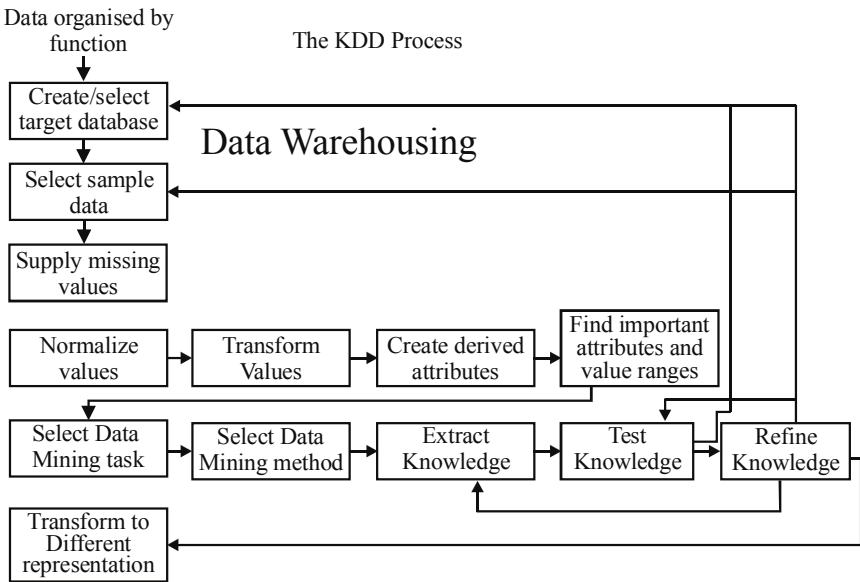 Data organised by
function
The KDD Process
Create/select
target database
Data Warehousing
Select sample
data
Supply missing
values
Normalize
values
Transform
Values
Create derived
attributes
Find important
attributes and
value ranges
Select Data
Mining task
Select Data
Mining method
Extract
Knowledge
Test
Knowledge
Refine
Knowledge
Transform to
Different
representation